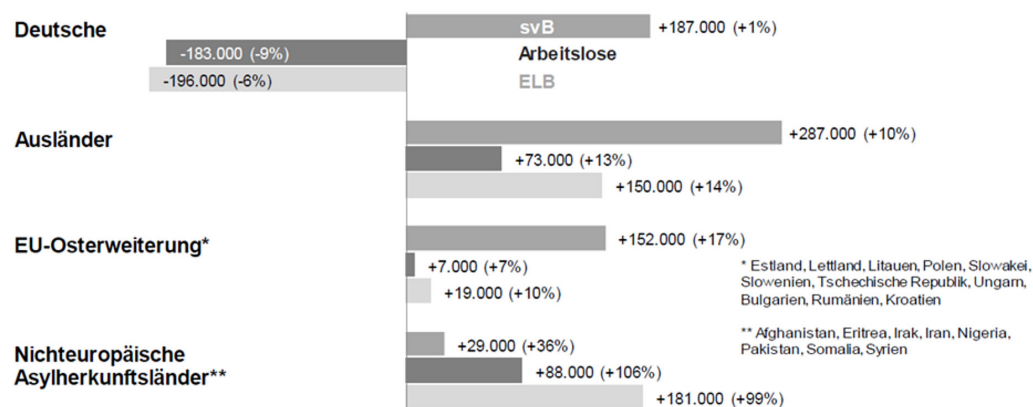 Deutsche
svB
+187.000 (+1%)
-183.000 (-9%)
Arbeitslose
-196.000 (-6%)
ELB
Ausländer
+287.000 (+10%)
+73.000 (+13%)
+150.000 (+14%)
EU-Osterweiterung*
+152.000 (+17%)
+7.000 (+7%)
+19.000 (+10%)
* Estland, Lettland, Litauen, Polen, Slowakei,
Slowenien, Tschechische Republik, Ungarn,
Bulgarien, Rumänien, Kroatien
Nichteuropäische
Asylherkunftsländer**
+29.000 (+36%)
+88.000 (+106%)
+181.000 (+99%)
** Afghanistan, Eritrea, Irak, Iran, Nigeria,
Pakistan, Somalia, Syrien